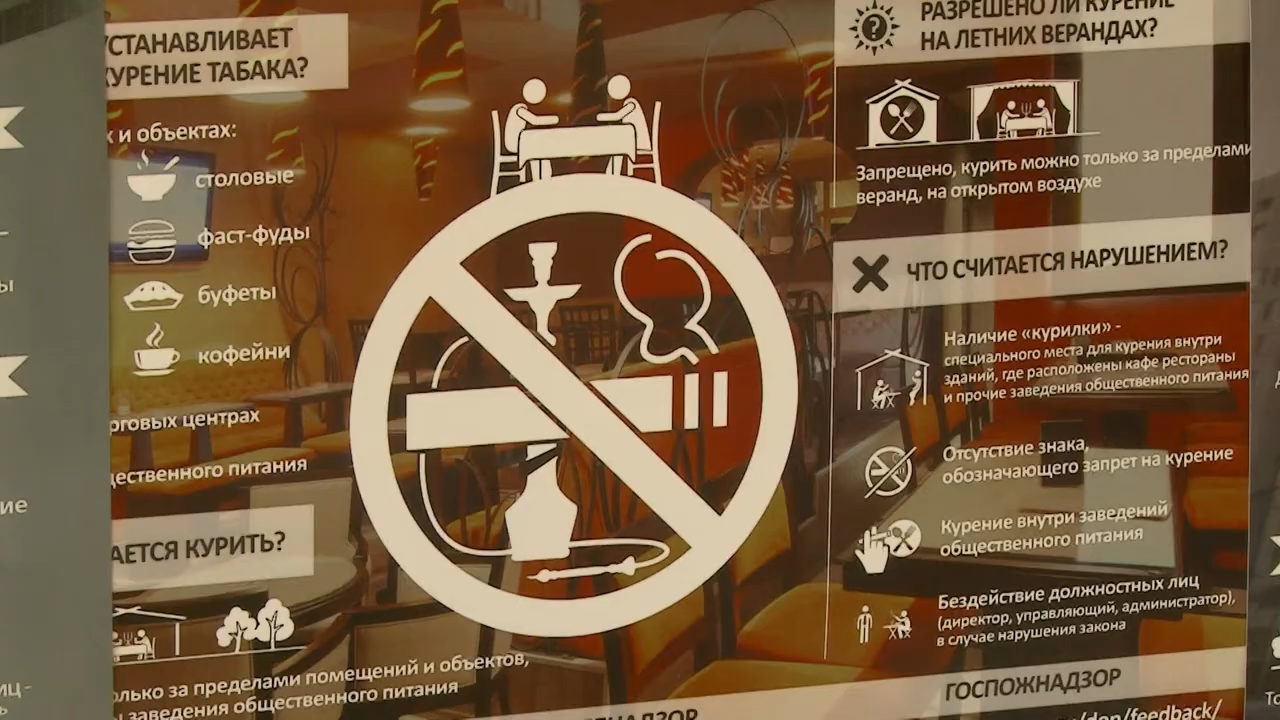 УСТАНАВЛИВАЕТ
КУРЕНИЕ ТАБАКА?
х и объектах:
столовые
фаст-фуды
буфеты
кофейни
рговых центрах
щественного питания
АЕТСЯ КУРИТЬ?
олько за пределами помещений и объектов,
ы заведения общественного питания
?
РАЗРЕШЕНО ЛИ КУРЕНИЕ
НА ЛЕТНИХ ВЕРАНДАХ?
Запрещено, курить можно только за пределами
веранд, на открытом воздухе
ЧТО СЧИТАЕТСЯ НАРУШЕНИЕМ?
Наличие «курилки» -
специального места для курения внутри
зданий, где расположены кафе рестораны
и прочие заведения общественного питания
Отсутствие знака,
обозначающего запрет на курение
Курение внутри заведений
общественного питания
Бездействие должностных лиц
(директор, управляющий, администратор),
в случае нарушения закона
ГОСПОЖНАДЗОР
/dop/feedback/